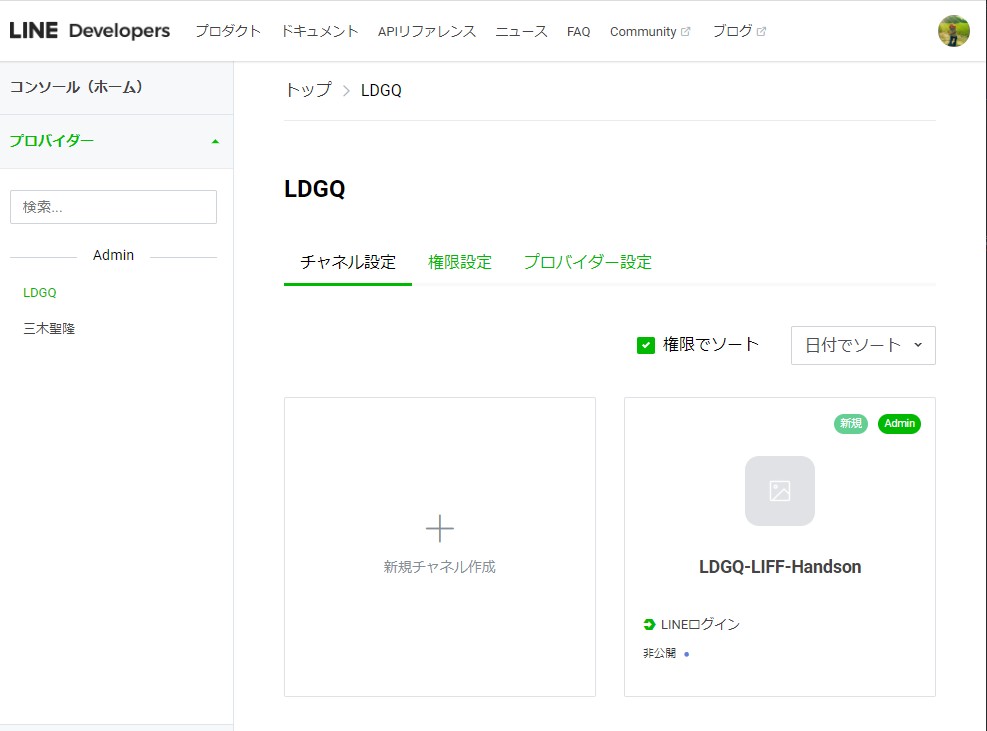 LINE Developers プロダクト ドキュメント APIリファレンス ニュース FAQ Community ブログ
コンソール（ホーム）
プロバイダー
検索...
Admin
LDGQ
三木聖隆
トップ > LDGQ
LDGQ
チャネル設定 権限設定 プロバイダー設定
権限でソート 日付でソート
新規チャネル作成
新規 Admin
LDGQ-LIFF-Handson
LINEログイン
非公開